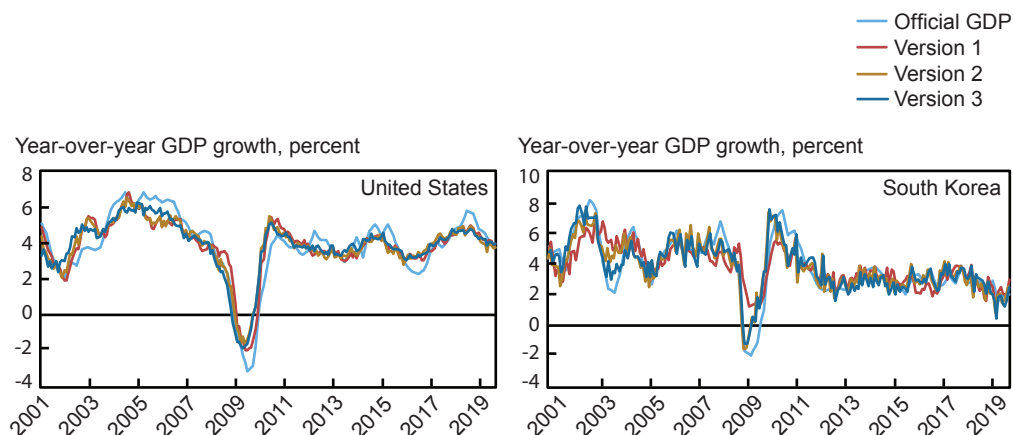 Official GDP
Version 1
Version 2
Version 3
Year-over-year GDP growth, percent
United States
8
6
4
2
0
-2
-4
2001 2003 2005 2007 2009 2011 2013 2015 2017 2019
Year-over-year GDP growth, percent
South Korea
10
8
6
4
2
0
-2
-4
2001 2003 2005 2007 2009 2011 2013 2015 2017 2019